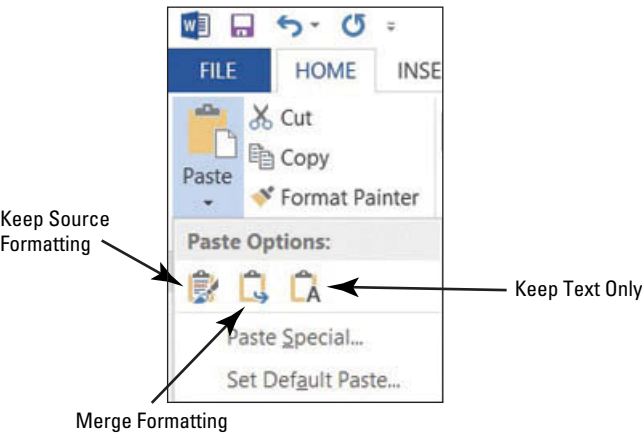 FILE HOME INSE
Cut
Copy
Paste
Format Painter
Keep Source
Formatting
Paste Options:
A
Keep Text Only
Paste Special...
Set Default Paste...
Merge Formatting